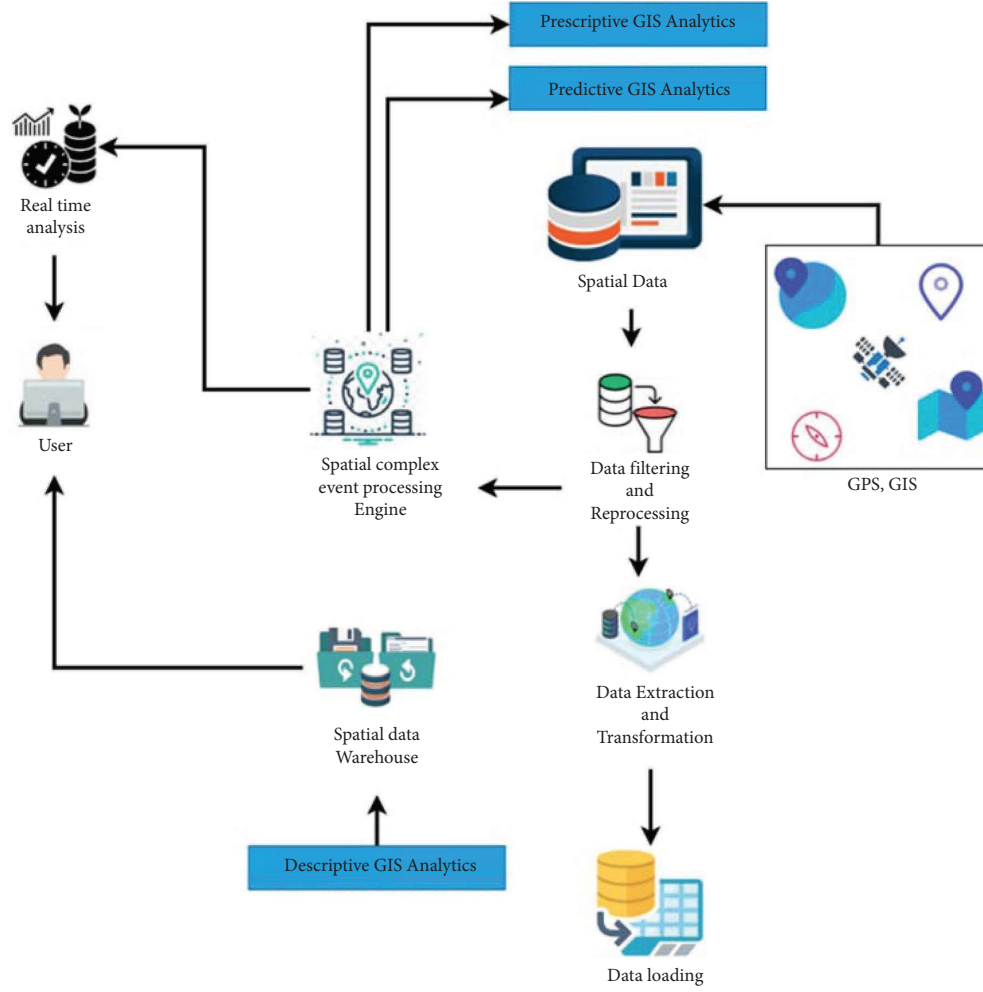 Prescriptive GIS Analytics
Predictive GIS Analytics
Real time
analysis
Spatial Data
User
Spatial complex
event processing
Engine
Data filtering
and
Reprocessing
GPS, GIS
Data Extraction
and
Transformation
Spatial data
Warehouse
Descriptive GIS Analytics
Data loading